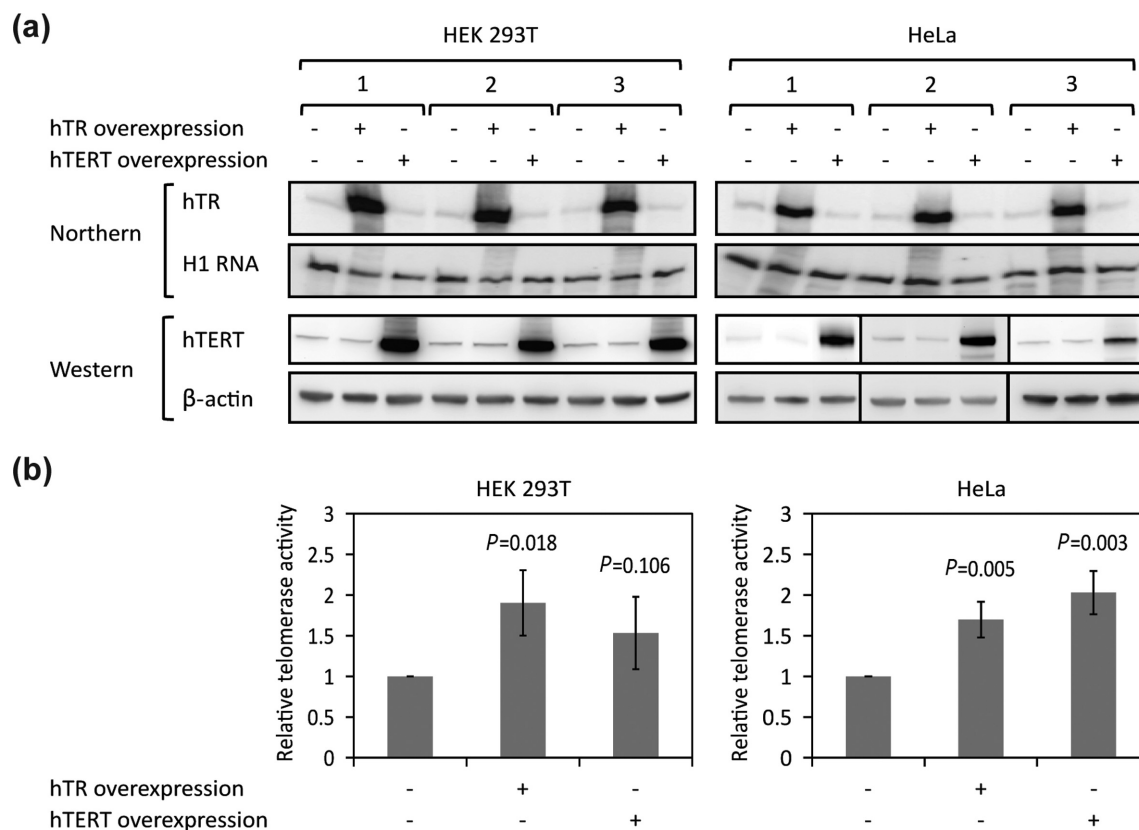 (a)
HEK 293T HeLa
1 2 3 1 2 3
hTR overexpression - + - - + - - + - - + - - + - - + -
hTERT overexpression - - + - - + - - + - - + - - + - - +
Northern
hTR
H1 RNA
Western
hTERT
β-actin
(b)
HEK 293T
Relative telomerase activity
3
2.5
2
1.5
1
0.5
0
P=0.018
P=0.106
HeLa
Relative telomerase activity
3
2.5
2
1.5
1
0.5
0
P=0.005
P=0.003
hTR overexpression - + - - + -
hTERT overexpression - - + - - +